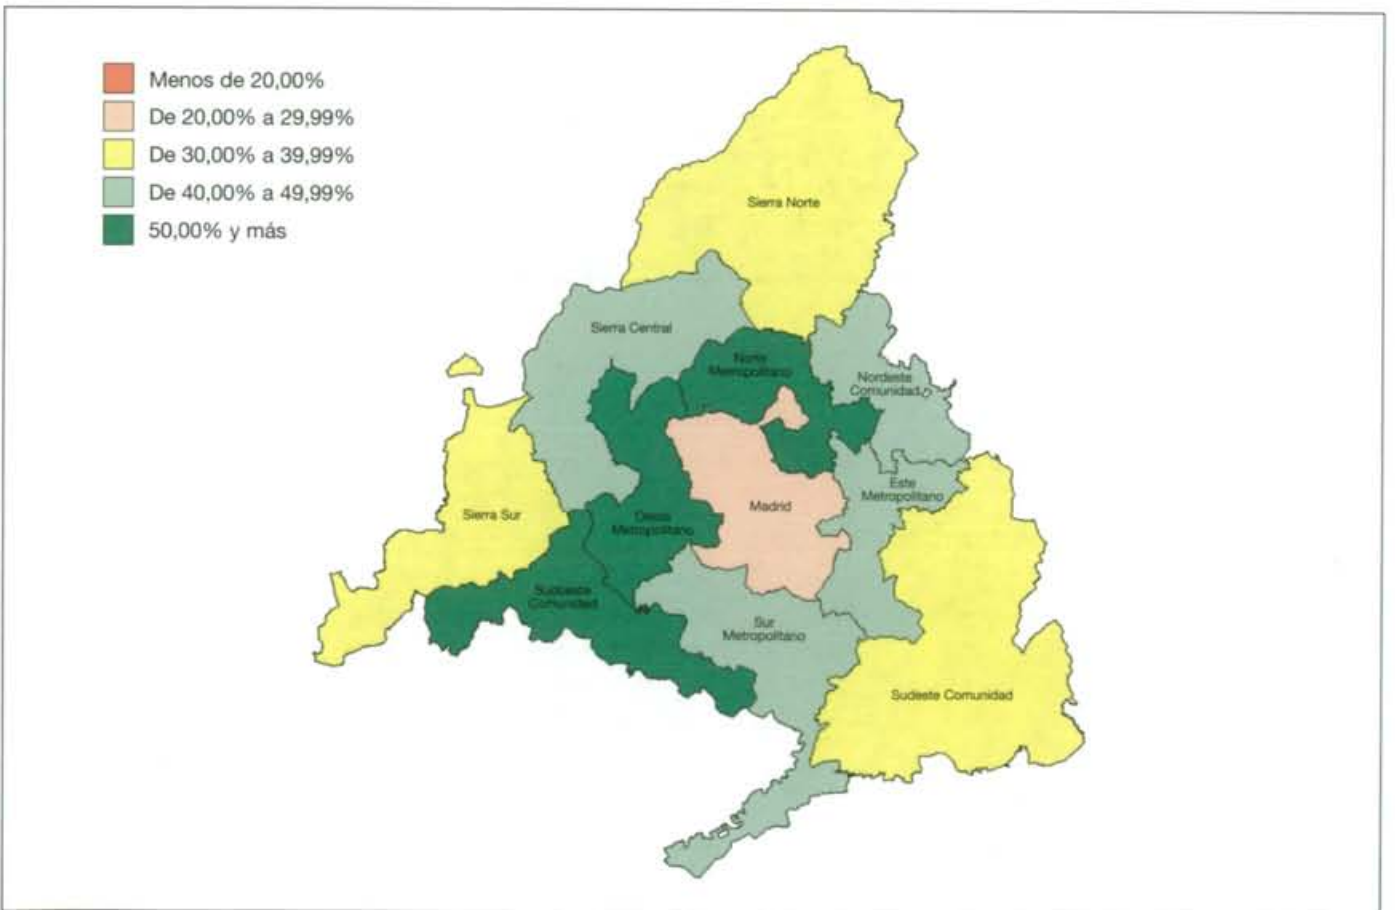 Menos de 20,00%
De 20,00% a 29,99%
De 30,00% a 39,99%
De 40,00% a 49,99%
50,00% y más
Sierra Norte
Sierra Central
Norte
Metropolitano
Nordeste
Comunidad
Este
Metropolitano
Madrid
Sierra Sur
Oeste
Metropolitano
Sudoeste
Comunidad
Sur
Metropolitano
Sudeste Comunidad